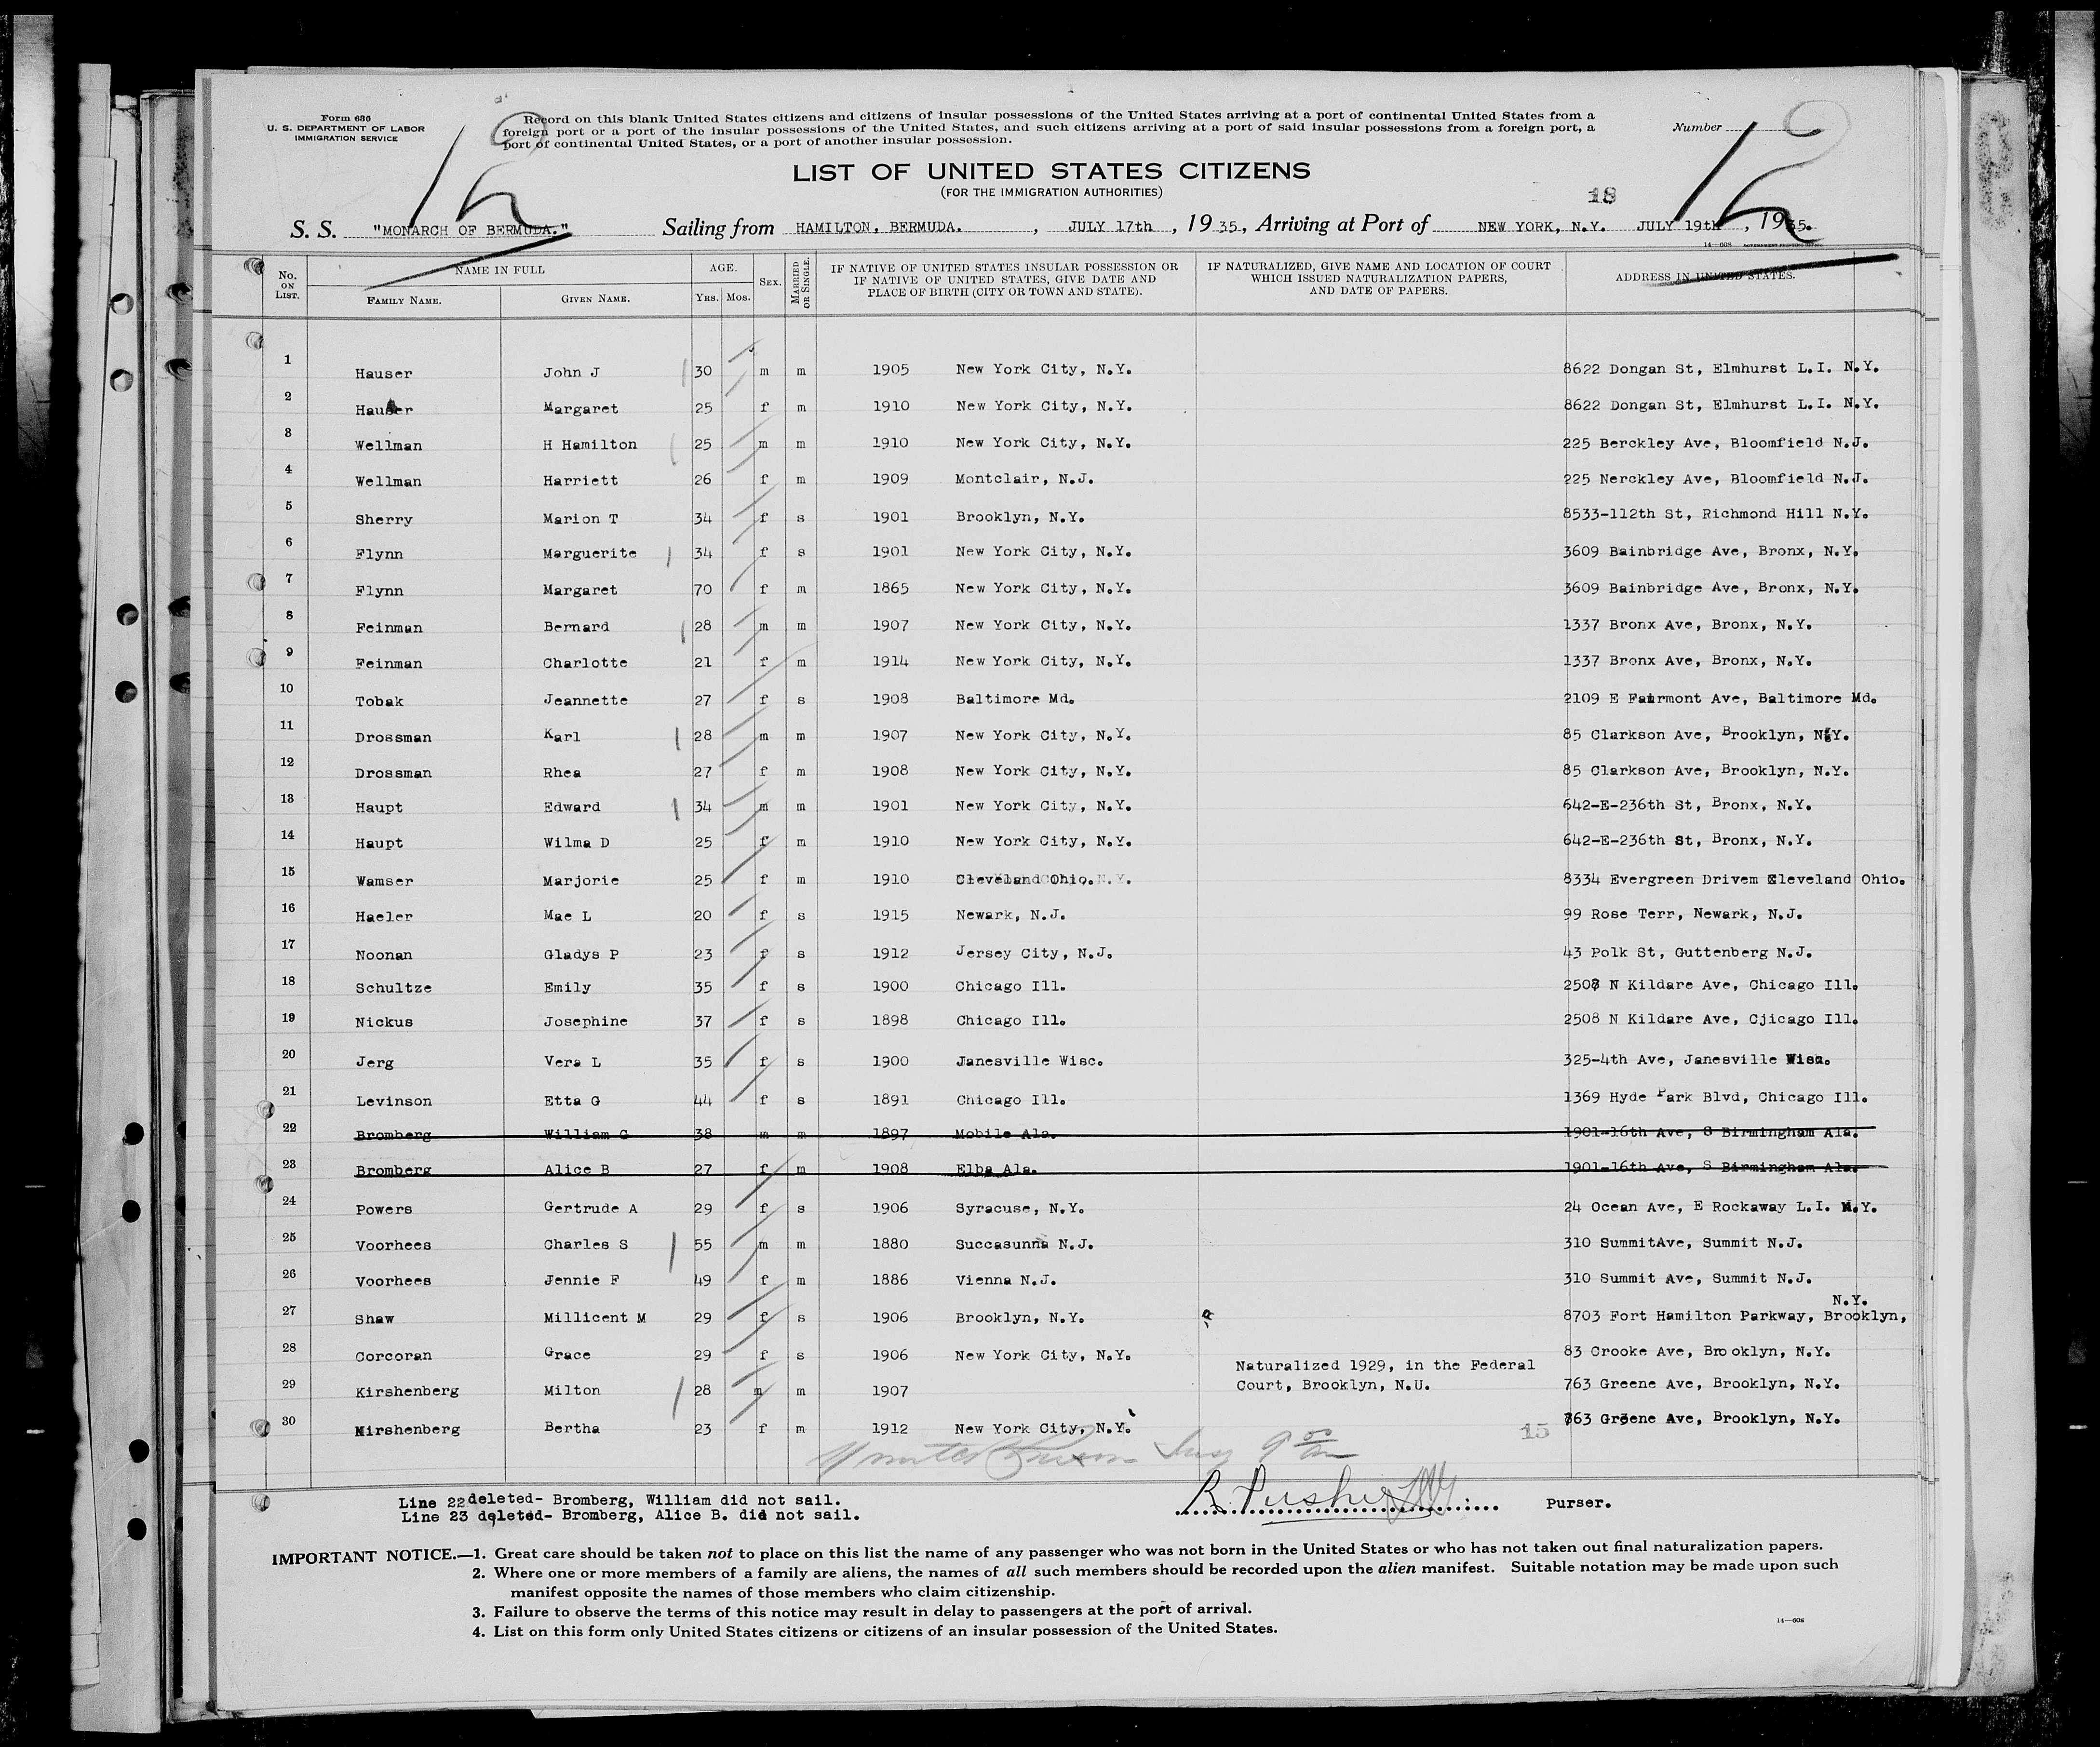 Form 636
U. S. DEPARTMENT OF LABOR
IMMIGRATION SERVICE
Record on this blank United States citizens and citizens of insular possessions of the United States arriving at a port of continental United States from a
foreign port or a port of the insular possessions of the United States, and such citizens arriving at a port of said insular possessions from a foreign port, a
port of continental United States, or a port of another insular possession.
Number
LIST OF UNITED STATES CITIZENS
(FOR THE IMMIGRATION AUTHORITIES)
18
S. S. "MONARCH OF BERMUDA." Sailing from HAMILTON, BERMUDA. , JULY 17th , 1935, Arriving at Port of NEW YORK, N.Y. JULY 19th , 1935.
14—608 GOVERNMENT PRINTING OFFICE
No. ON LIST. NAME IN FULL FAMILY NAME. GIVEN NAME. AGE. YRS. MOS. SEX. MARRIED OR SINGLE. IF NATIVE OF UNITED STATES INSULAR POSSESSION OR IF NATIVE OF UNITED STATES, GIVE DATE AND PLACE OF BIRTH (CITY OR TOWN AND STATE). IF NATURALIZED, GIVE NAME AND LOCATION OF COURT WHICH ISSUED NATURALIZATION PAPERS, AND DATE OF PAPERS. ADDRESS IN UNITED STATES.
1 Hauser John J 30 m m 1905 New York City, N.Y. 8622 Dongan St, Elmhurst L.I. N.Y.
2 Hauser Margaret 25 f m 1910 New York City, N.Y. 8622 Dongan St, Elmhurst L.I. N.Y.
3 Wellman H Hamilton 25 m m 1910 New York City, N.Y. 225 Berckley Ave, Bloomfield N.J.
4 Wellman Harriett 26 f m 1909 Montclair, N.J. 225 Nerckley Ave, Bloomfield N.J.
5 Sherry Marion T 34 f s 1901 Brooklyn, N.Y. 8533-112th St, Richmond Hill N.Y.
6 Flynn Marguerite 34 f s 1901 New York City, N.Y. 3609 Bainbridge Ave, Bronx, N.Y.
7 Flynn Margaret 70 f m 1865 New York City, N.Y. 3609 Bainbridge Ave, Bronx, N.Y.
8 Feinman Bernard 28 m m 1907 New York City, N.Y. 1337 Bronx Ave, Bronx, N.Y.
9 Feinman Charlotte 21 f m 1914 New York City, N.Y. 1337 Bronx Ave, Bronx, N.Y.
10 Tobak Jeannette 27 f s 1908 Baltimore Md. 2109 E Fairmont Ave, Baltimore Md.
11 Drossman Karl 28 m m 1907 New York City, N.Y. 85 Clarkson Ave, Brooklyn, N.Y.
12 Drossman Rhea 27 f m 1908 New York City, N.Y. 85 Clarkson Ave, Brooklyn, N.Y.
13 Haupt Edward 34 m m 1901 New York City, N.Y. 642-E-236th St, Bronx, N.Y.
14 Haupt Wilma D 25 f m 1910 New York City, N.Y. 642-E-236th St, Bronx, N.Y.
15 Wamser Marjorie 25 f m 1910 Cleveland Ohio. 8334 Evergreen Drivem Cleveland Ohio.
16 Haeler Mae L 20 f s 1915 Newark, N.J. 99 Rose Terr, Newark, N.J.
17 Noonan Gladys P 23 f s 1912 Jersey City, N.J. 43 Polk St, Guttenberg N.J.
18 Schultze Emily 35 f s 1900 Chicago Ill. 2508 N Kildare Ave, Chicago Ill.
19 Nickus Josephine 37 f s 1898 Chicago Ill. 2508 N Kildare Ave, Cjicago Ill.
20 Jerg Vera L 35 f s 1900 Janesville Wisc. 325-4th Ave, Janesville Wisc.
21 Levinson Etta G 44 f s 1891 Chicago Ill. 1369 Hyde Park Blvd, Chicago Ill.
22 Bromberg William G 38 m m 1897 Mobile Ala. 1901-16th Ave, S Birmingham Ala.
23 Bromberg Alice B 27 f m 1908 Elba Ala. 1901-16th Ave, S Birmingham Ala.
24 Powers Gertrude A 29 f s 1906 Syracuse, N.Y. 24 Ocean Ave, E Rockaway L.I. N.Y.
25 Voorhees Charles S 55 m m 1880 Succasunna N.J. 310 SummitAve, Summit N.J.
26 Voorhees Jennie F 49 f m 1886 Vienna N.J. 310 Summit Ave, Summit N.J.
27 Shaw Millicent M 29 f s 1906 Brooklyn, N.Y. 8703 Fort Hamilton Parkway, Brooklyn, N.Y.
28 Corcoran Grace 29 f s 1906 New York City, N.Y. 83 Crooke Ave, Brooklyn, N.Y.
29 Kirshenberg Milton 28 m m 1907 Naturalized 1929, in the Federal Court, Brooklyn, N.U. 763 Greene Ave, Brooklyn, N.Y.
30 Kirshenberg Bertha 23 f m 1912 New York City, N.Y. 763 Greene Ave, Brooklyn, N.Y.
15
Line 22 deleted- Bromberg, William did not sail.
Line 23 deleted- Bromberg, Alice B. did not sail.
Purser.
IMPORTANT NOTICE.—1. Great care should be taken not to place on this list the name of any passenger who was not born in the United States or who has not taken out final naturalization papers.
2. Where one or more members of a family are aliens, the names of all such members should be recorded upon the alien manifest. Suitable notation may be made upon such
manifest opposite the names of those members who claim citizenship.
3. Failure to observe the terms of this notice may result in delay to passengers at the port of arrival.
4. List on this form only United States citizens or citizens of an insular possession of the United States.
14—608